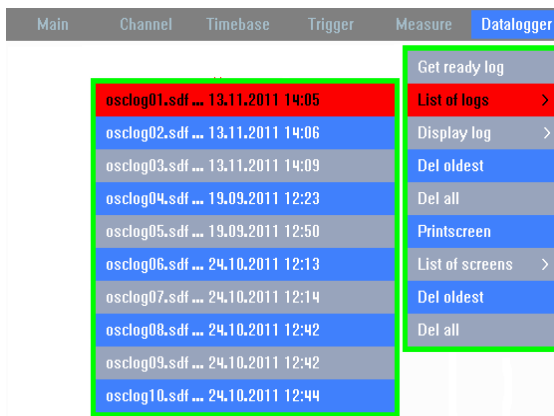 Main Channel Timebase Trigger Measure Datalogger
Get ready log
List of logs >
Display log >
Del oldest
Del all
Printscreen
List of screens >
Del oldest
Del all
osclog01.sdf ... 13.11.2011 14:05
osclog02.sdf ... 13.11.2011 14:06
osclog03.sdf ... 13.11.2011 14:09
osclog04.sdf ... 19.09.2011 12:23
osclog05.sdf ... 19.09.2011 12:50
osclog06.sdf ... 24.10.2011 12:13
osclog07.sdf ... 24.10.2011 12:14
osclog08.sdf ... 24.10.2011 12:42
osclog09.sdf ... 24.10.2011 12:42
osclog10.sdf ... 24.10.2011 12:44